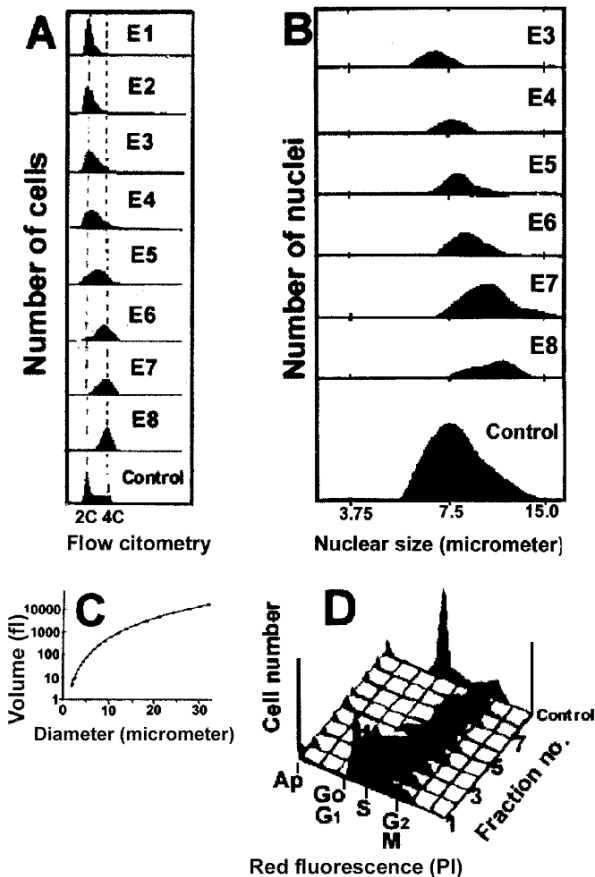 A
E1
E2
E3
E4
E5
E6
E7
E8
Control
Number of cells
2C 4C
Flow citometry
B
E3
E4
E5
E6
E7
E8
Control
Number of nuclei
3.75 7.5 15.0
Nuclear size (micrometer)
C
Volume (fl)
10000
1000
100
10
1
0 10 20 30
Diameter (micrometer)
D
Cell number
Control
7
5
3
1
Fraction no.
Ap
Go
G1
S
G2
M
Red fluorescence (PI)